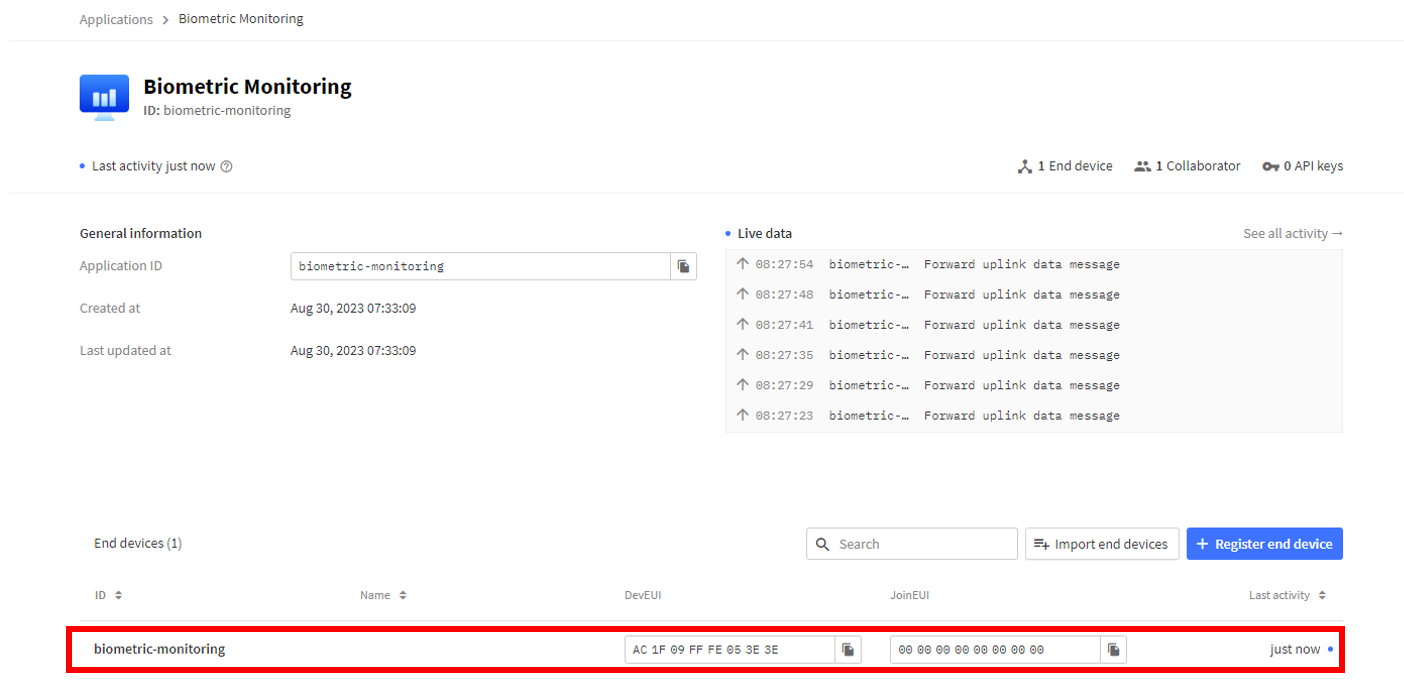 Applications > Biometric Monitoring
Biometric Monitoring
ID: biometric-monitoring
Last activity just now
1 End device 1 Collaborator 0 API keys
General information
Application ID biometric-monitoring
Created at Aug 30, 2023 07:33:09
Last updated at Aug 30, 2023 07:33:09
Live data See all activity →
↑ 08:27:54 biometric-… Forward uplink data message
↑ 08:27:48 biometric-… Forward uplink data message
↑ 08:27:41 biometric-… Forward uplink data message
↑ 08:27:35 biometric-… Forward uplink data message
↑ 08:27:29 biometric-… Forward uplink data message
↑ 08:27:23 biometric-… Forward uplink data message
End devices (1) Search Import end devices + Register end device
ID Name DevEUI JoinEUI Last activity
biometric-monitoring AC 1F 09 FF FE 05 3E 3E 00 00 00 00 00 00 00 00 just now